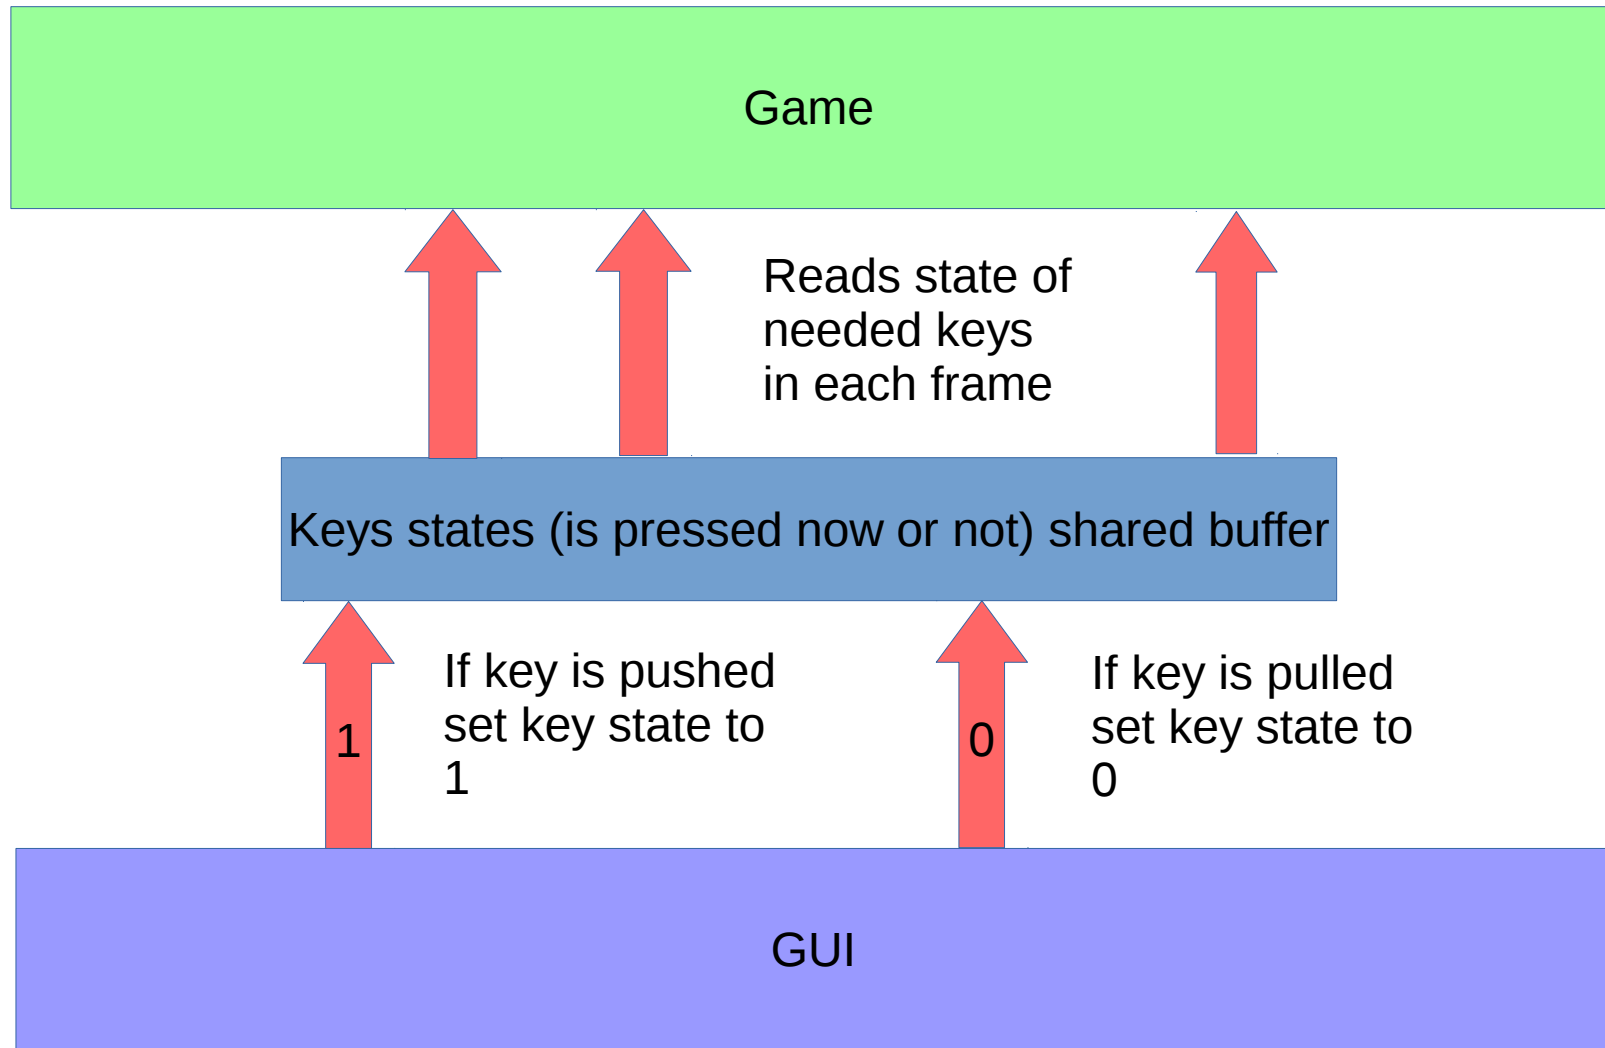 Game
Reads state of
needed keys
in each frame
Keys states (is pressed now or not) shared buffer
If key is pushed
set key state to
1
1
0
If key is pulled
set key state to
0
GUI